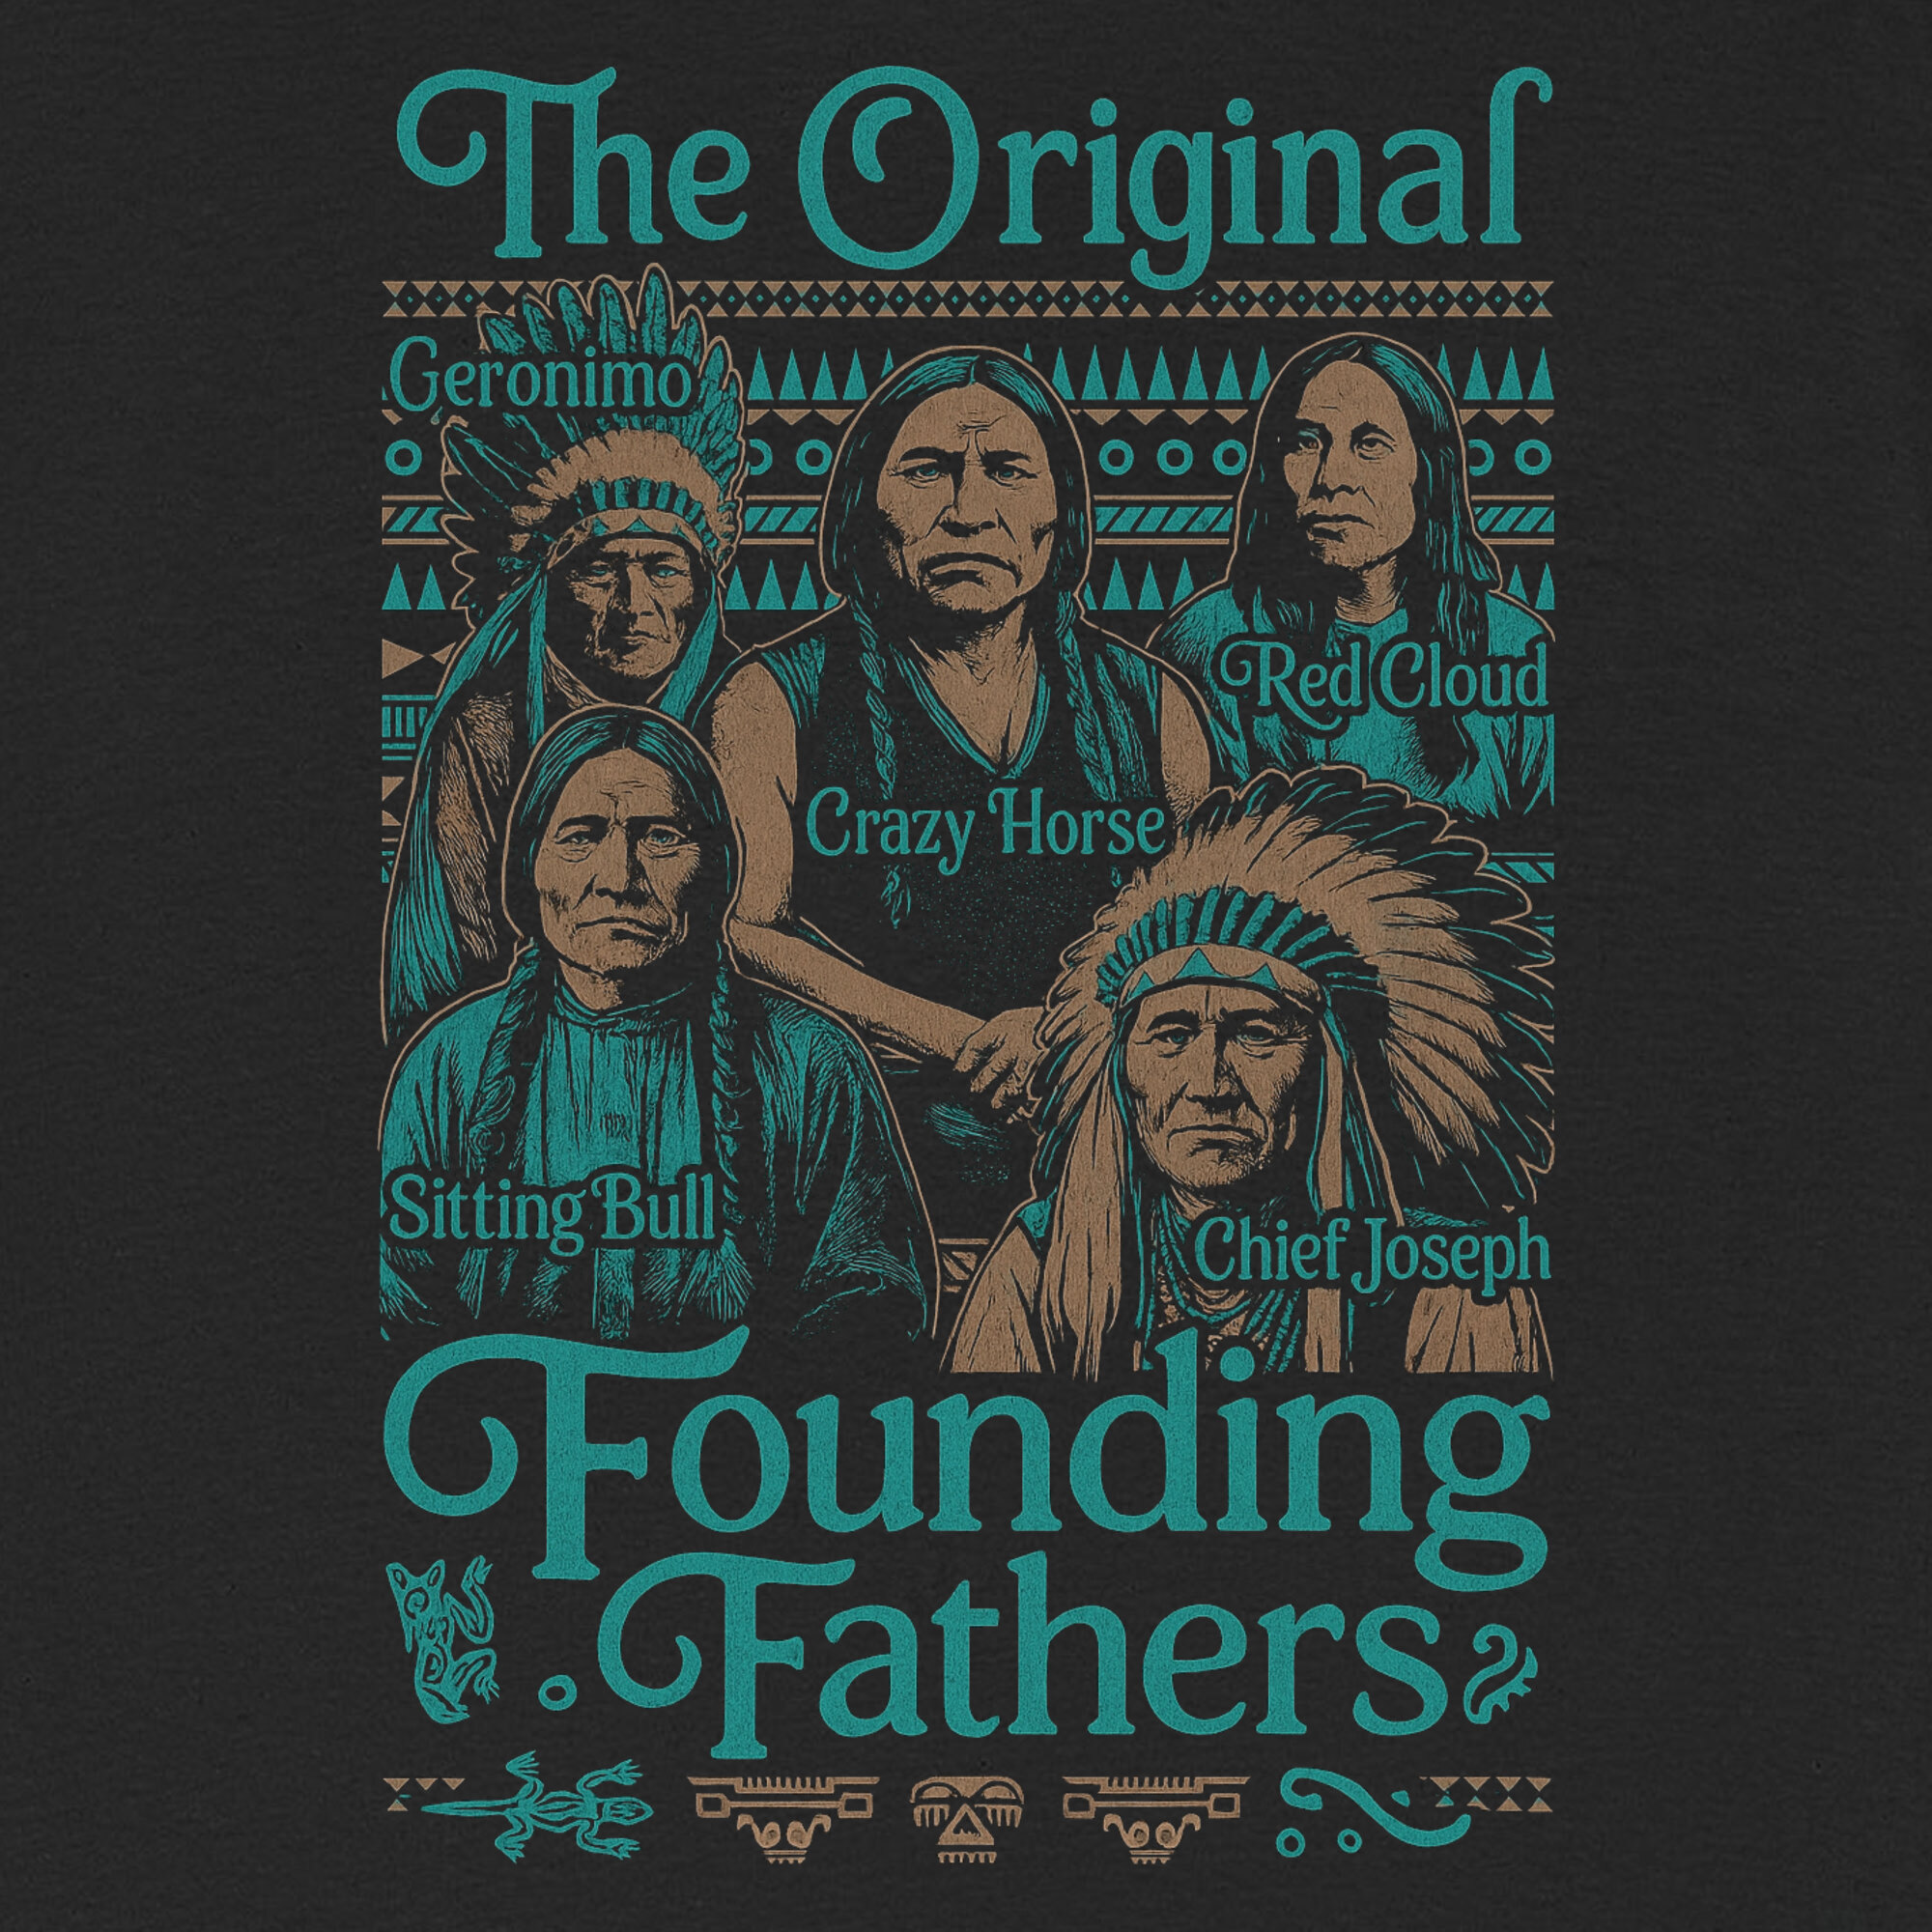 The Original
Geronimo
Red Cloud
Crazy Horse
Sitting Bull
Chief Joseph
Founding
Fathers